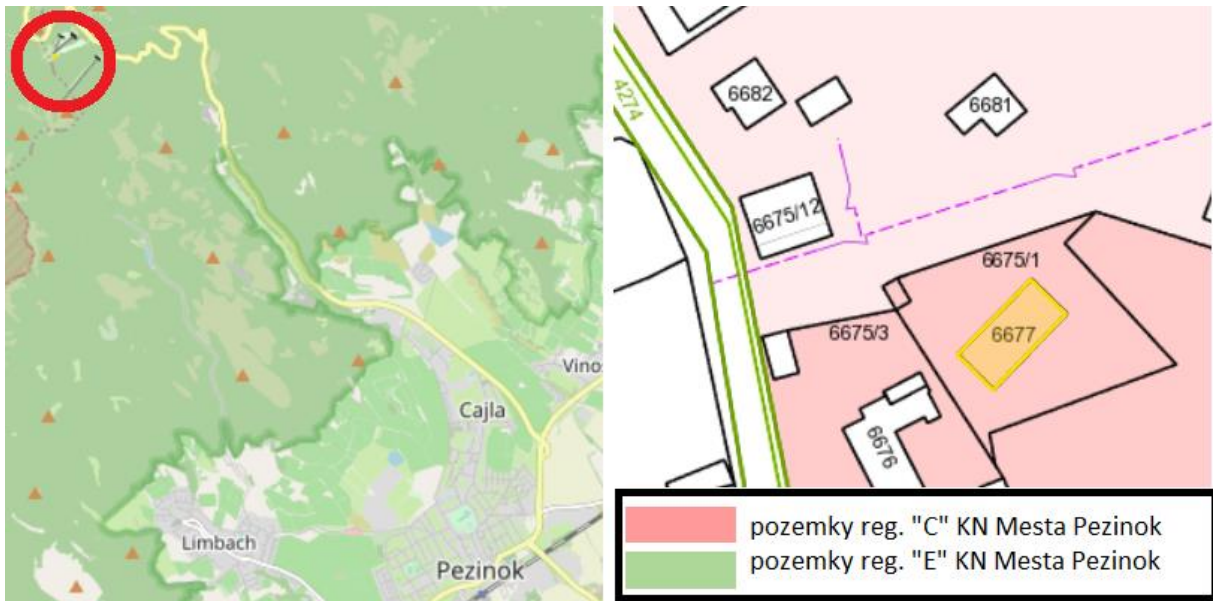 Vinos
Cajla
Limbach
Pezinok
4274
6682
6681
6675/12
6675/1
6675/3
6677
6676
pozemky reg. "C" KN Mesta Pezinok
pozemky reg. "E" KN Mesta Pezinok